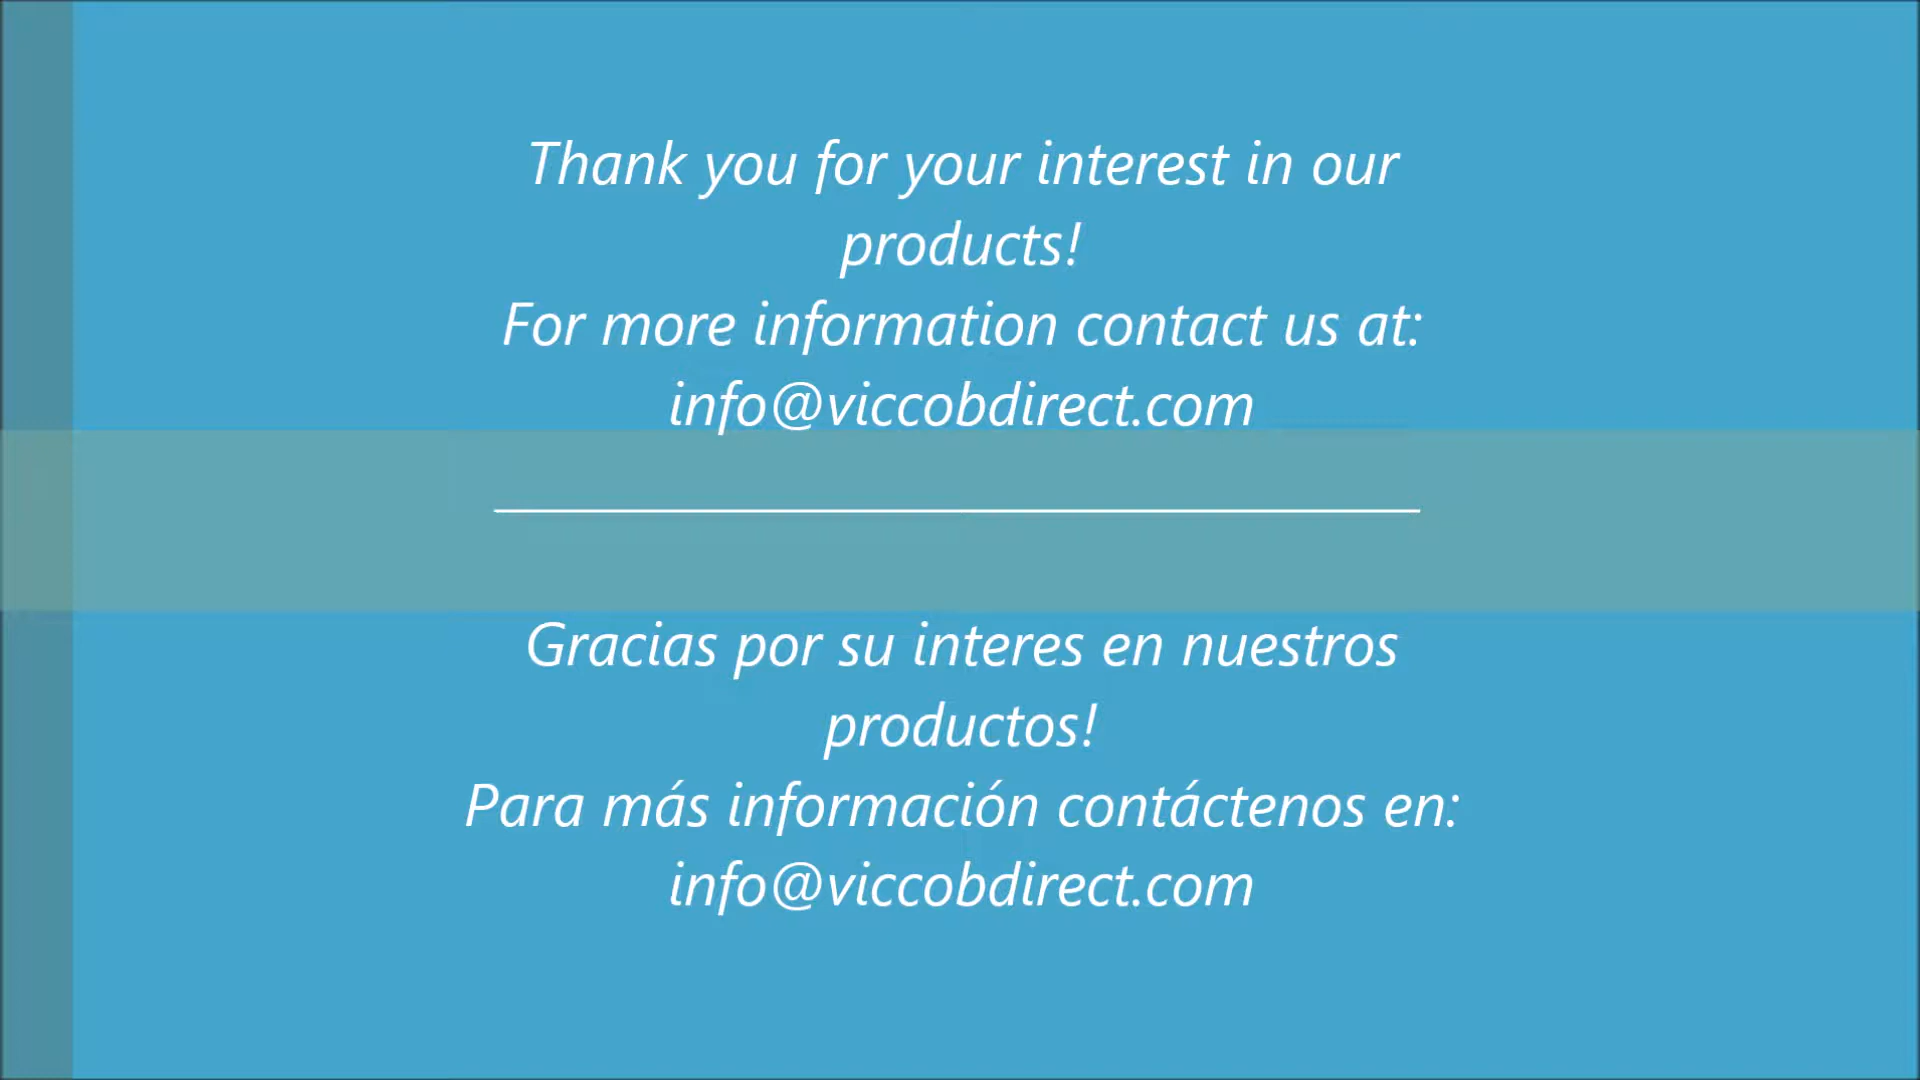 Thank you for your interest in our
products!
For more information contact us at:
info@viccobdirect.com
Gracias por su interes en nuestros
productos!
Para más información contáctenos en:
info@viccobdirect.com